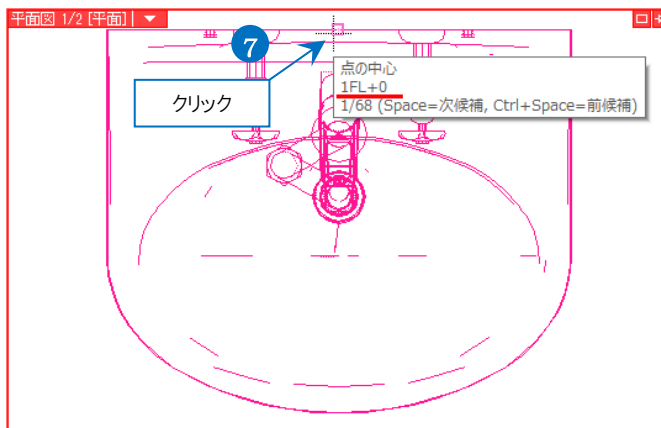 平面図 1/2 [平面]
7
クリック
点の中心
1FL+0
1/68 (Space=次候補, Ctrl+Space=前候補)